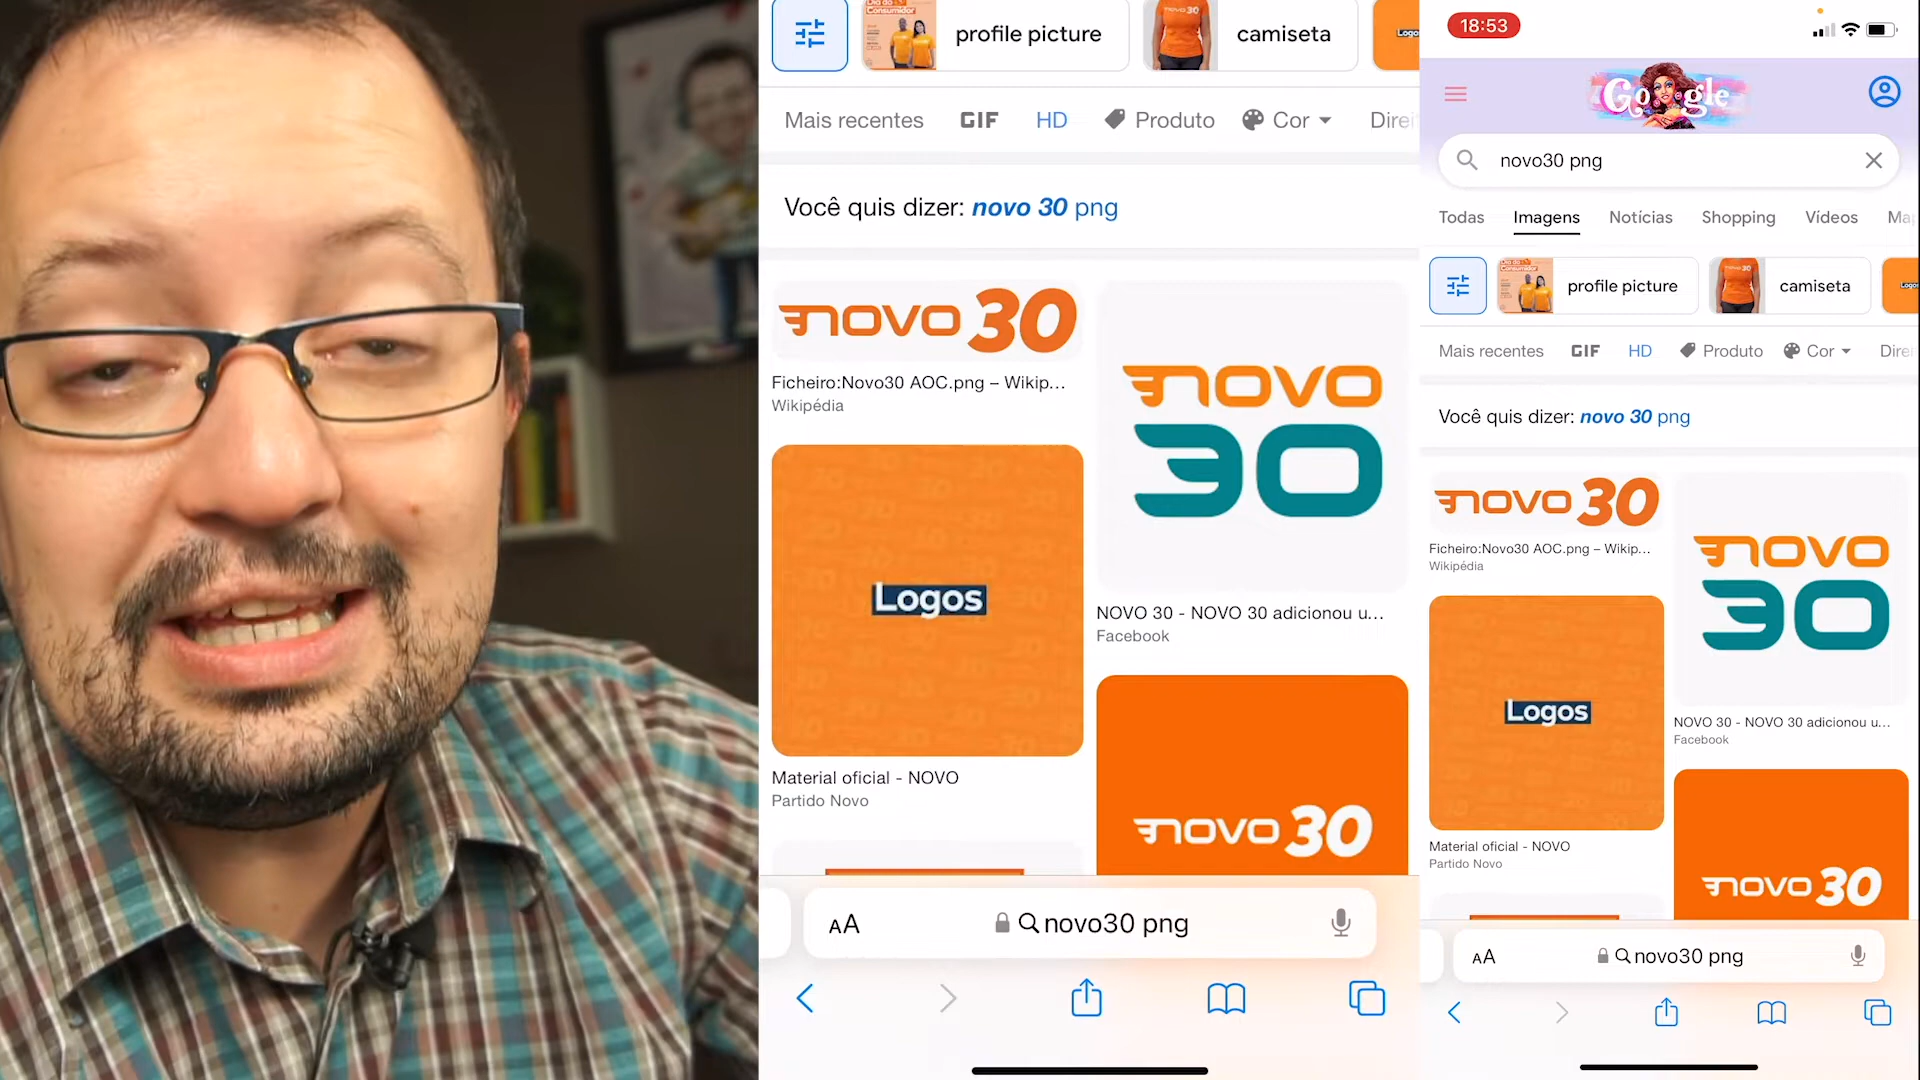 profile picture
camiseta
Logo
Mais recentes
GIF
HD
Produto
Cor
Direi
Você quis dizer: novo 30 png
novo 30
Ficheiro:Novo30 AOC.png – Wikip...
Wikipédia
Logos
Material oficial - NOVO
Partido Novo
novo
30
NOVO 30 - NOVO 30 adicionou u...
Facebook
novo 30
AA
novo30 png
18:53
Google
novo30 png
Todas
Imagens
Notícias
Shopping
Vídeos
Ma
profile picture
camiseta
Logo
Mais recentes
GIF
HD
Produto
Cor
Direi
Você quis dizer: novo 30 png
novo 30
Ficheiro:Novo30 AOC.png – Wikip...
Wikipédia
Logos
Material oficial - NOVO
Partido Novo
novo
30
NOVO 30 - NOVO 30 adicionou u...
Facebook
novo 30
AA
novo30 png